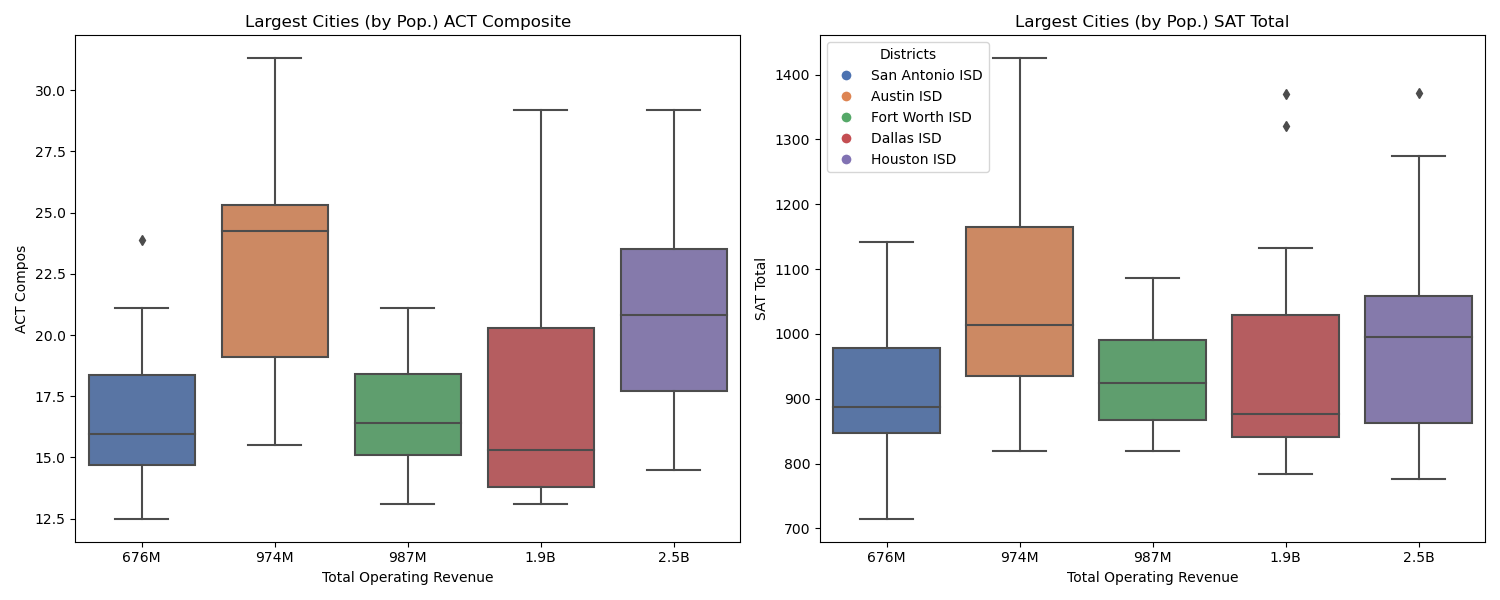 Largest Cities (by Pop.) ACT Composite
30.0
27.5
25.0
22.5
20.0
17.5
15.0
12.5
ACT Compos
676M 974M 987M 1.9B 2.5B
Total Operating Revenue
Largest Cities (by Pop.) SAT Total
Districts
San Antonio ISD
Austin ISD
Fort Worth ISD
Dallas ISD
Houston ISD
1400
1300
1200
1100
1000
900
800
700
SAT Total
676M 974M 987M 1.9B 2.5B
Total Operating Revenue